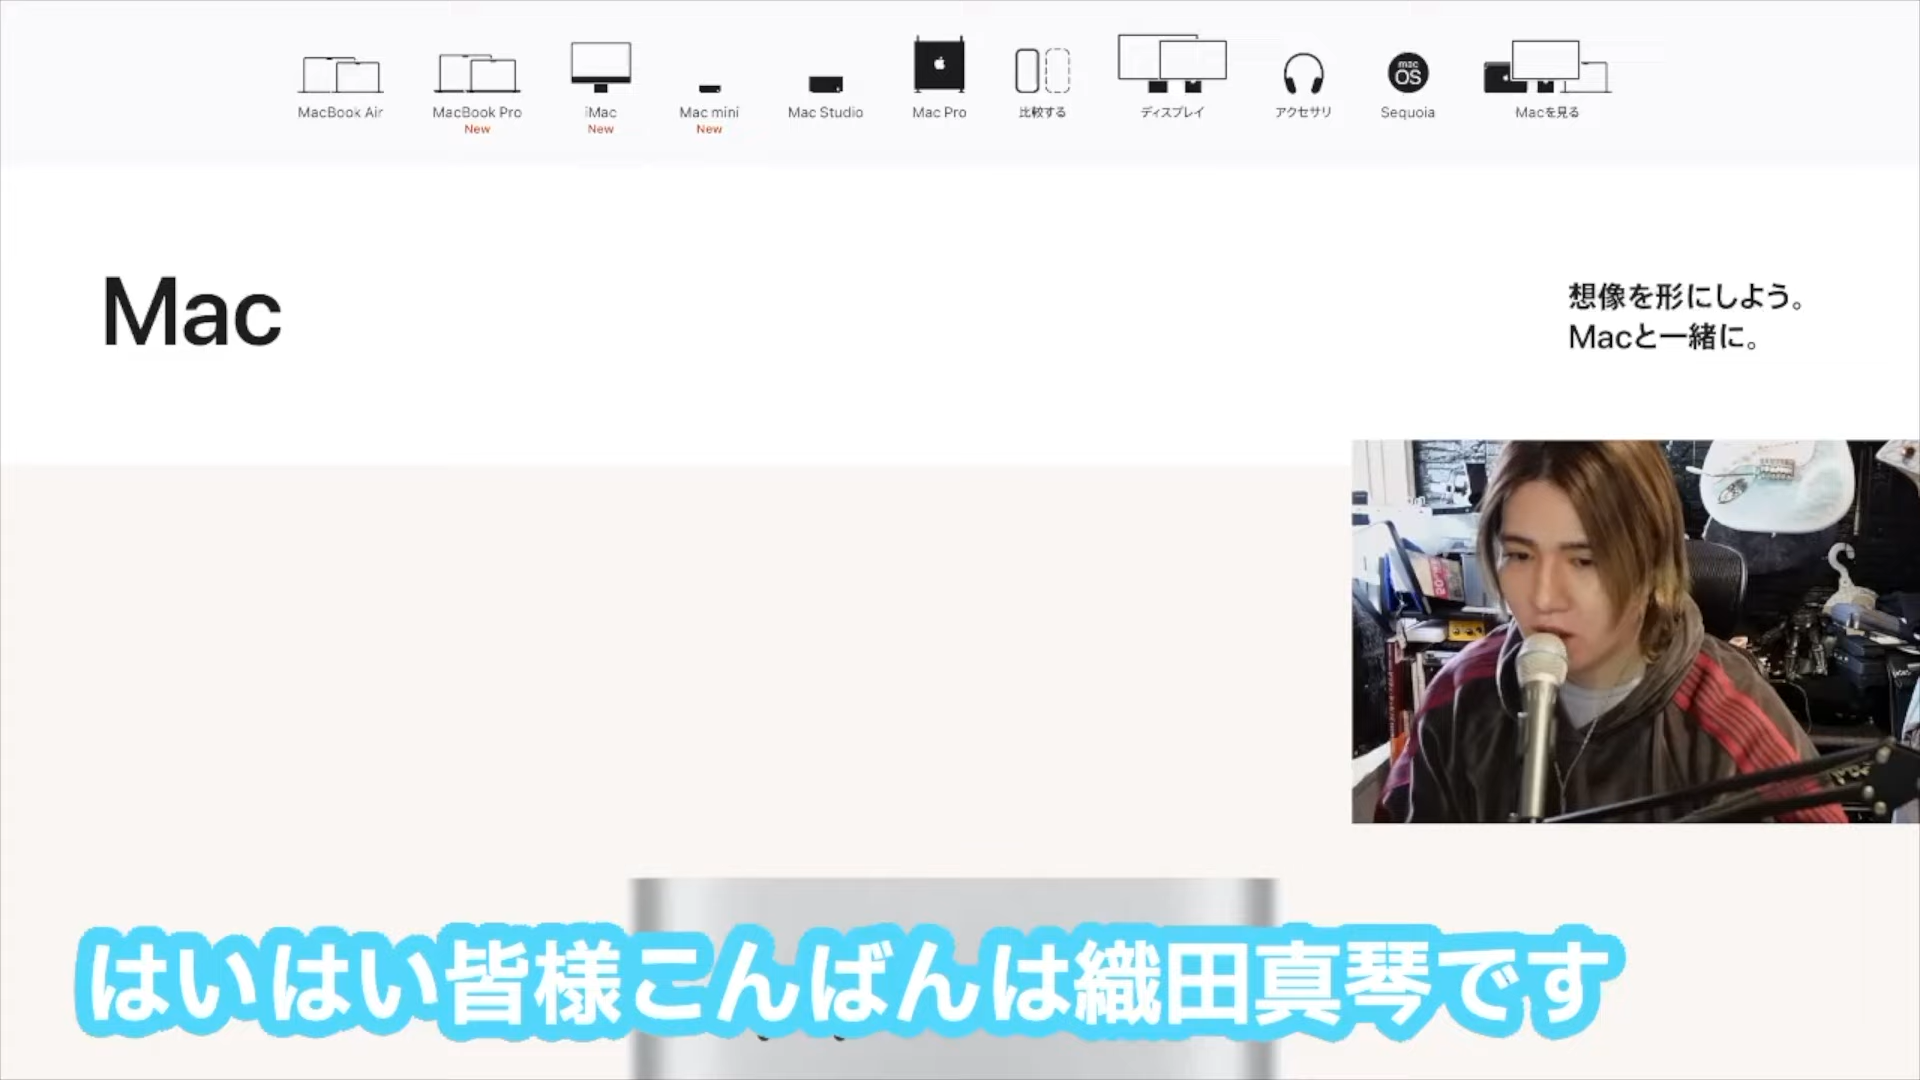 MacBook Air
MacBook Pro
New
iMac
New
Mac mini
New
Mac Studio
Mac Pro
比較する
ディスプレイ
アクセサリ
mac
OS
Sequoia
Macを見る
Mac
想像を形にしよう。
Macと一緒に。
はいはい皆様こんばんは織田真琴です